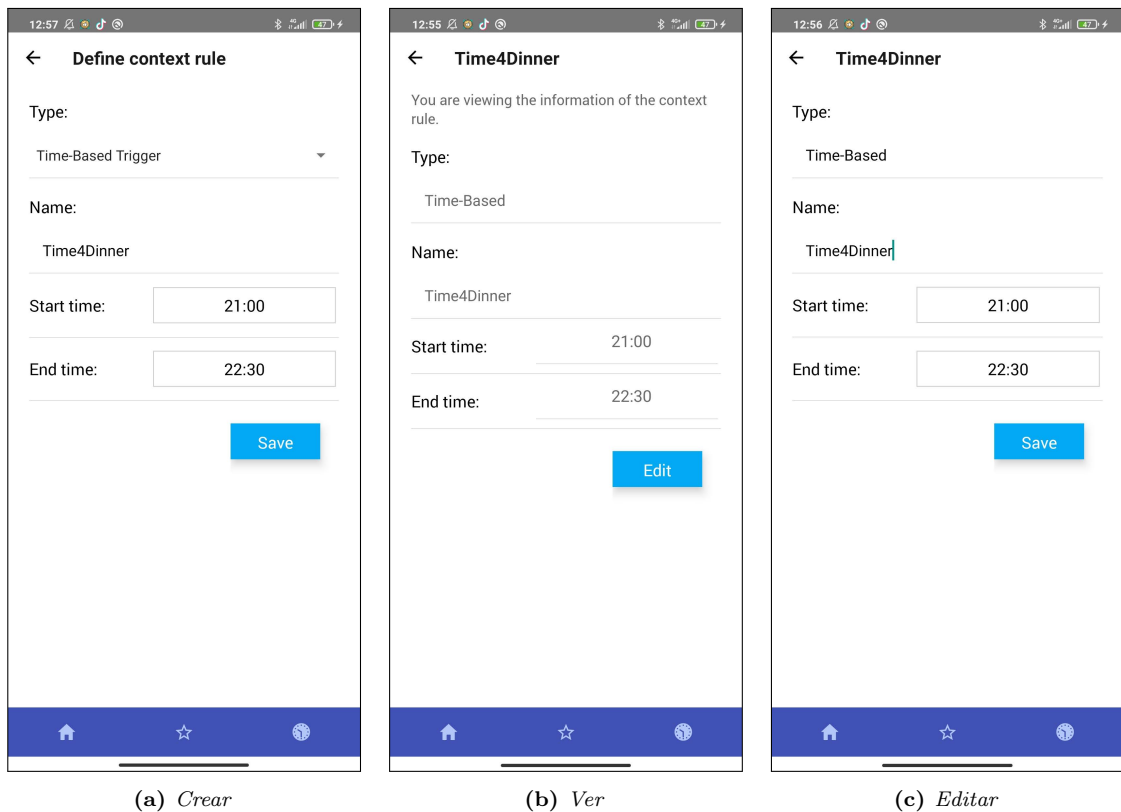 12:57
47
Define context rule
Type:
Time-Based Trigger
Name:
Time4Dinner
Start time:
21:00
End time:
22:30
Save
(a) Crear
12:55
47
Time4Dinner
You are viewing the information of the context
rule.
Type:
Time-Based
Name:
Time4Dinner
Start time:
21:00
End time:
22:30
Edit
(b) Ver
12:56
47
Time4Dinner
Type:
Time-Based
Name:
Time4Dinner
Start time:
21:00
End time:
22:30
Save
(c) Editar